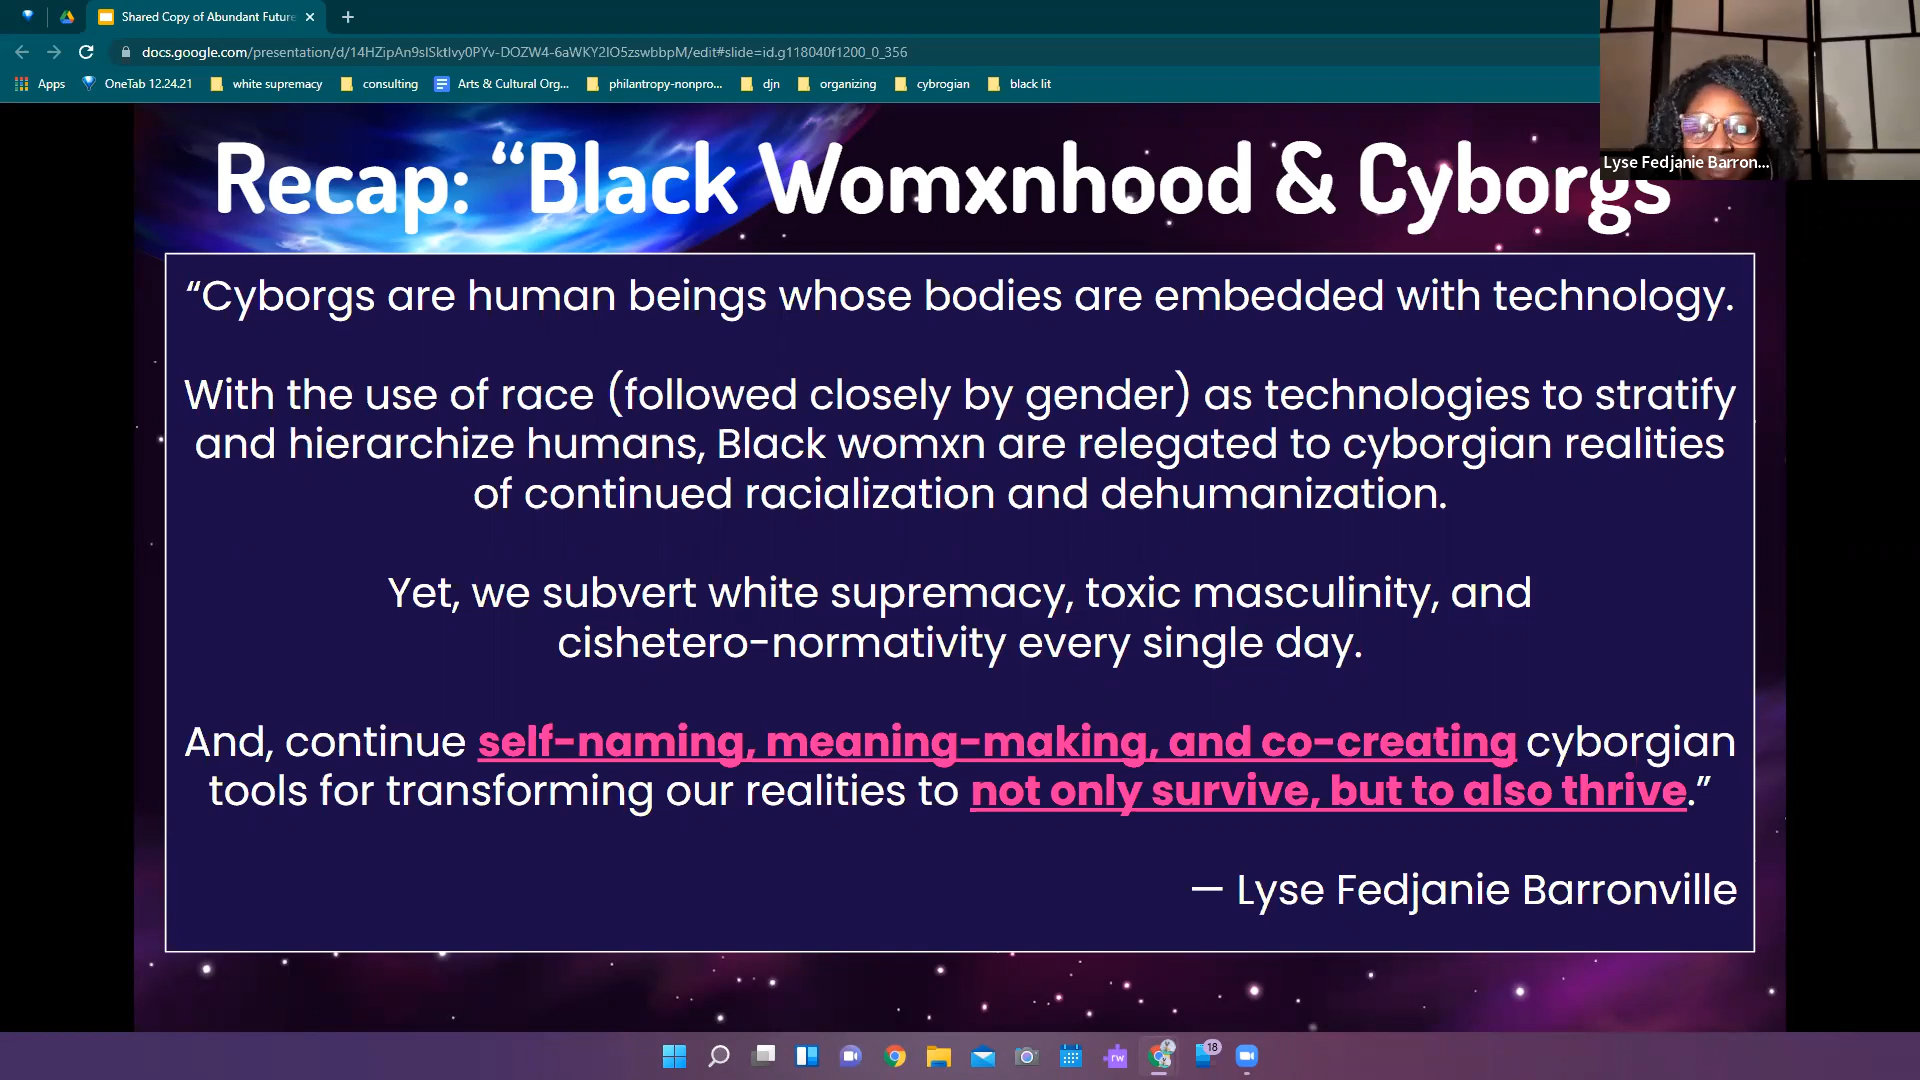 Shared Copy of Abundant Future
docs.google.com/presentation/d/14HZipAn9sISktlvy0PYv-DOZW4-6aWKY2IO5zswbbpM/edit#slide=id.g118040f1200_0_356
Apps OneTab 12.24.21 white supremacy consulting Arts & Cultural Org... philantropy-nonpro... djn organizing cybrogian black lit
Lyse Fedjanie Barron...
Recap: “Black Womxnhood & Cyborgs
“Cyborgs are human beings whose bodies are embedded with technology.
With the use of race (followed closely by gender) as technologies to stratify
and hierarchize humans, Black womxn are relegated to cyborgian realities
of continued racialization and dehumanization.
Yet, we subvert white supremacy, toxic masculinity, and
cishetero-normativity every single day.
And, continue self-naming, meaning-making, and co-creating cyborgian
tools for transforming our realities to not only survive, but to also thrive.”
— Lyse Fedjanie Barronville
rw
18